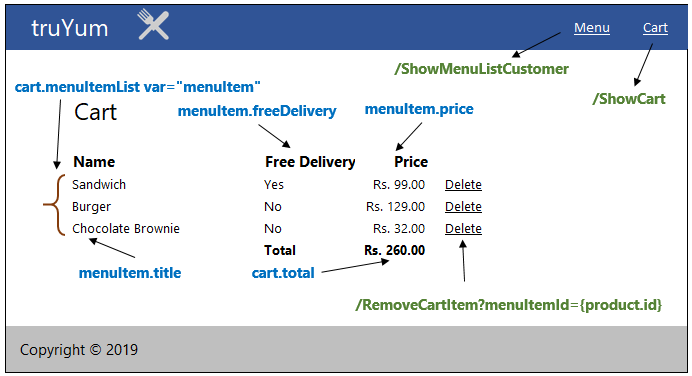 truYum Menu Cart
/ShowMenuListCustomer
cart.menuItemList var="menuItem"
/ShowCart
Cart
menuItem.freeDelivery menuItem.price
Name Free Delivery Price
Sandwich Yes Rs. 99.00 Delete
Burger No Rs. 129.00 Delete
Chocolate Brownie No Rs. 32.00 Delete
Total Rs. 260.00
menuItem.title cart.total
/RemoveCartItem?menuItemId={product.id}
Copyright © 2019